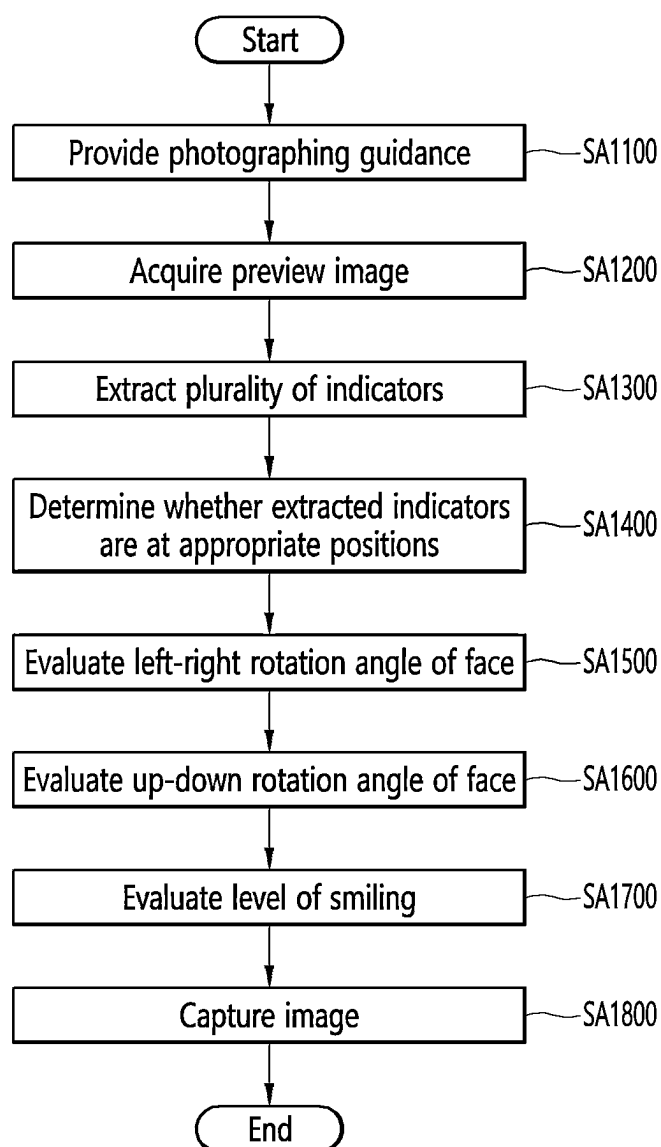 Start
Provide photographing guidance
SA1100
Acquire preview image
SA1200
Extract plurality of indicators
SA1300
Determine whether extracted indicators
are at appropriate positions
SA1400
Evaluate left-right rotation angle of face
SA1500
Evaluate up-down rotation angle of face
SA1600
Evaluate level of smiling
SA1700
Capture image
SA1800
End